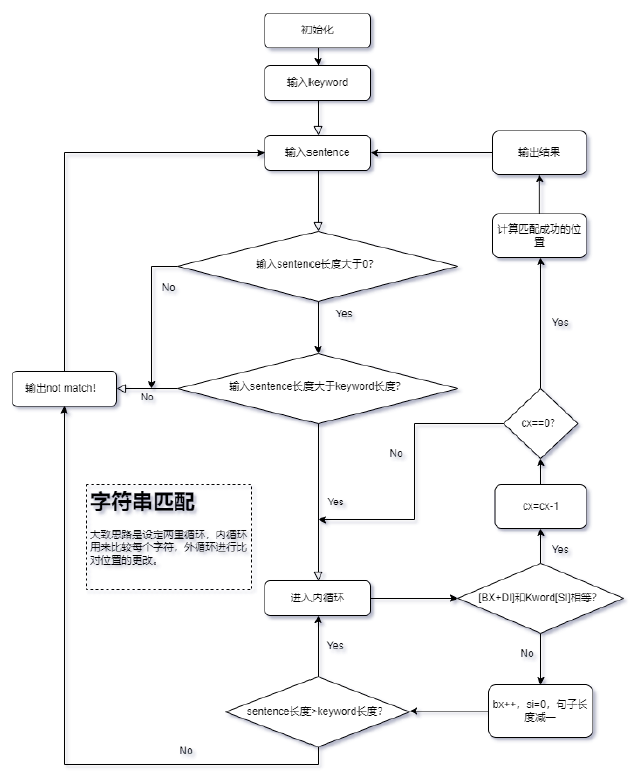 初始化
输入keyword
输入sentence
输出结果
计算匹配成功的位
置
输入sentence长度大于0？
No
Yes
Yes
输入sentence长度大于keyword长度？
输出not match!
No
cx==0?
No
字符串匹配
大致思路是设定两里循环，内循环
用来比较每个字符，外循环进行比
对位置的更改。
Yes
cx=cx-1
Yes
进入内循环
[BX+DI]和Kword[SI]相等？
Yes
No
sentence长度>keyword长度？
bx++，si=0，句子长
度减一
No